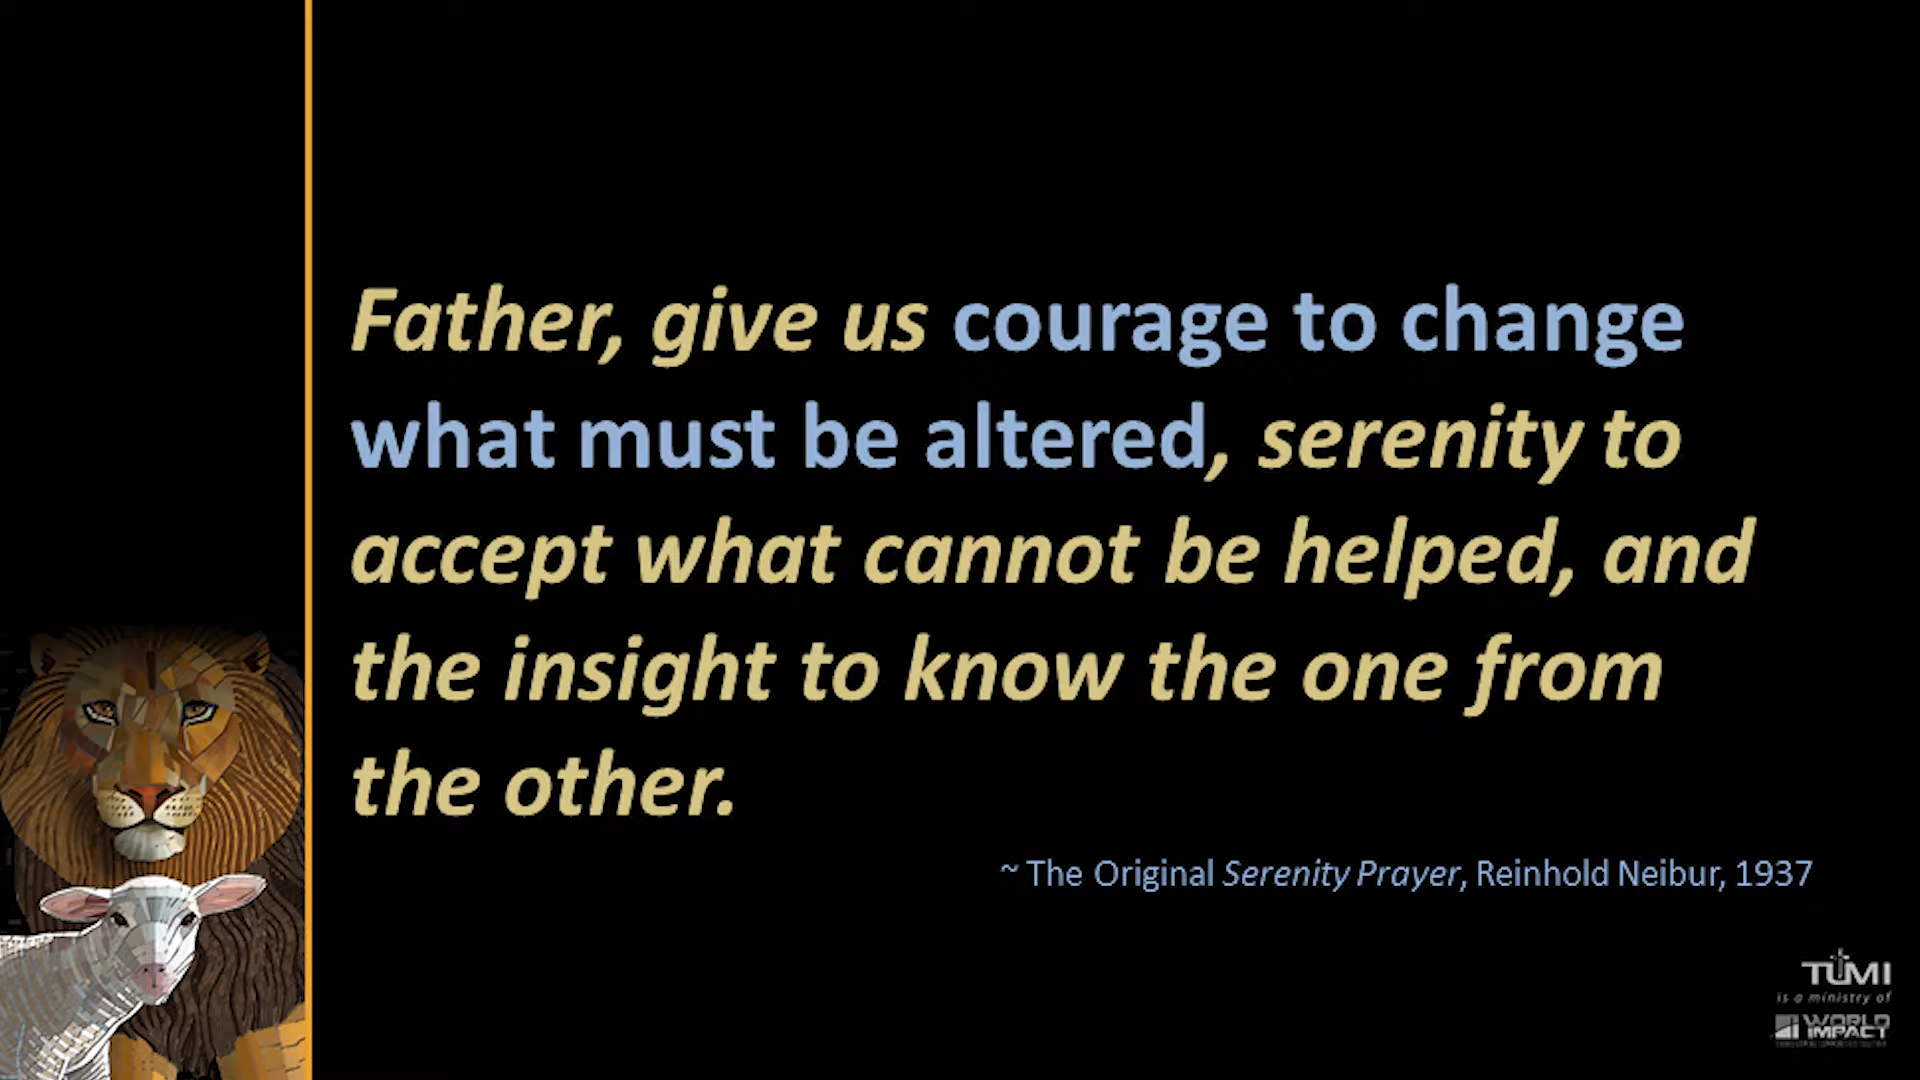 Father, give us courage to change
what must be altered, serenity to
accept what cannot be helped, and
the insight to know the one from
the other.
~ The Original Serenity Prayer, Reinhold Neibur, 1937
TUMI
is a ministry of
WORLD
IMPACT